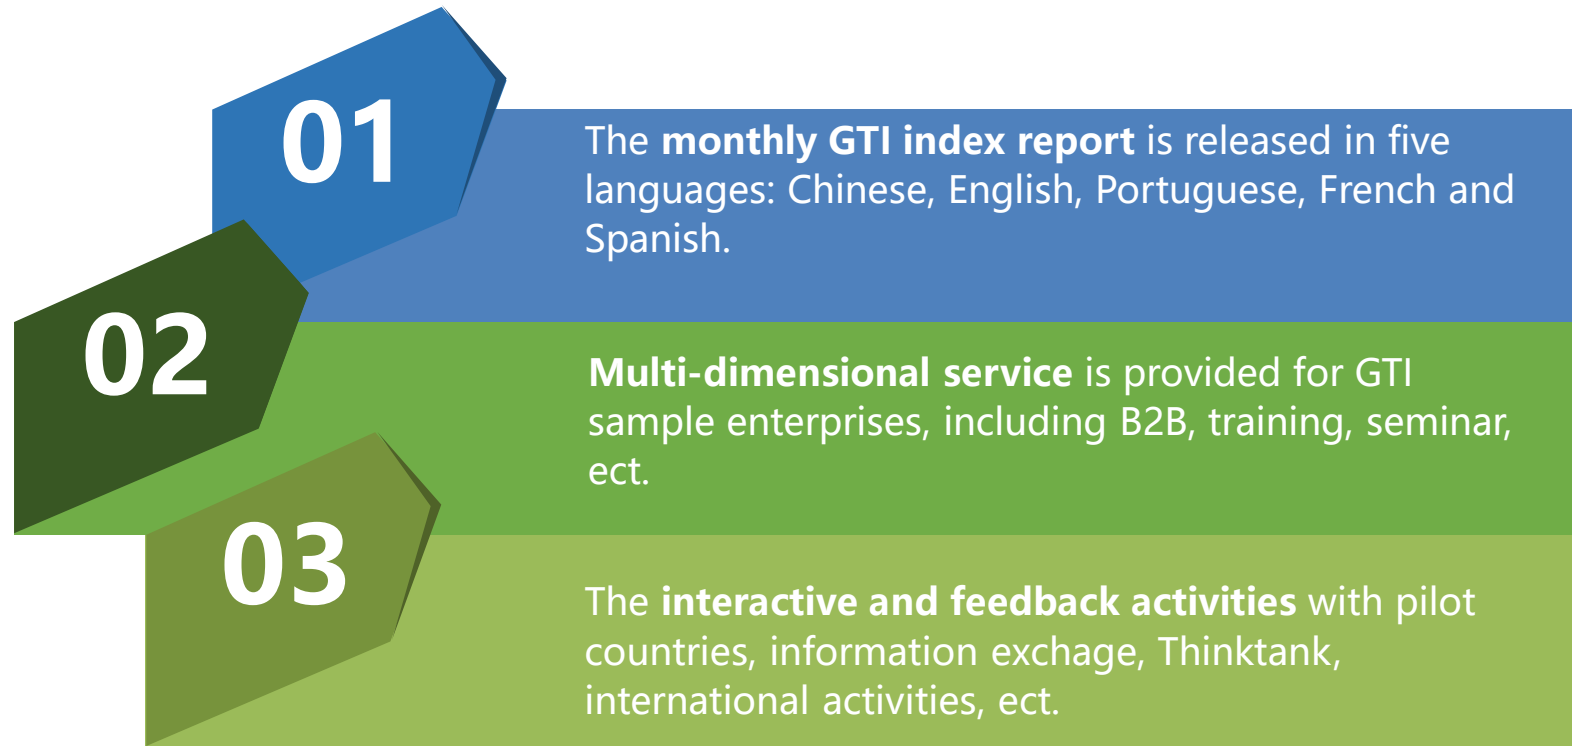 01
The monthly GTI index report is released in five
languages: Chinese, English, Portuguese, French and
Spanish.
02
Multi-dimensional service is provided for GTI
sample enterprises, including B2B, training, seminar,
ect.
03
The interactive and feedback activities with pilot
countries, information exchage, Thinktank,
international activities, ect.